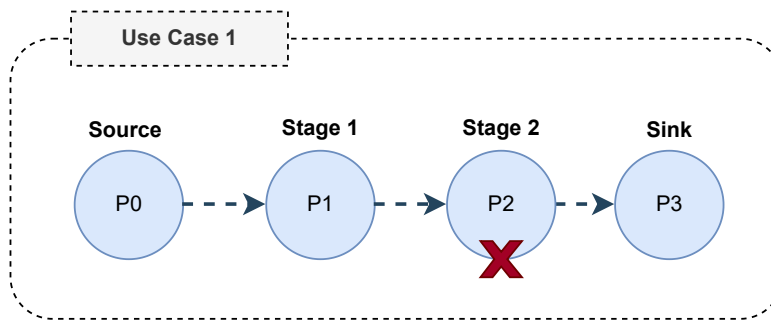 Use Case 1
Source
Stage 1
Stage 2
Sink
P0
P1
P2
P3